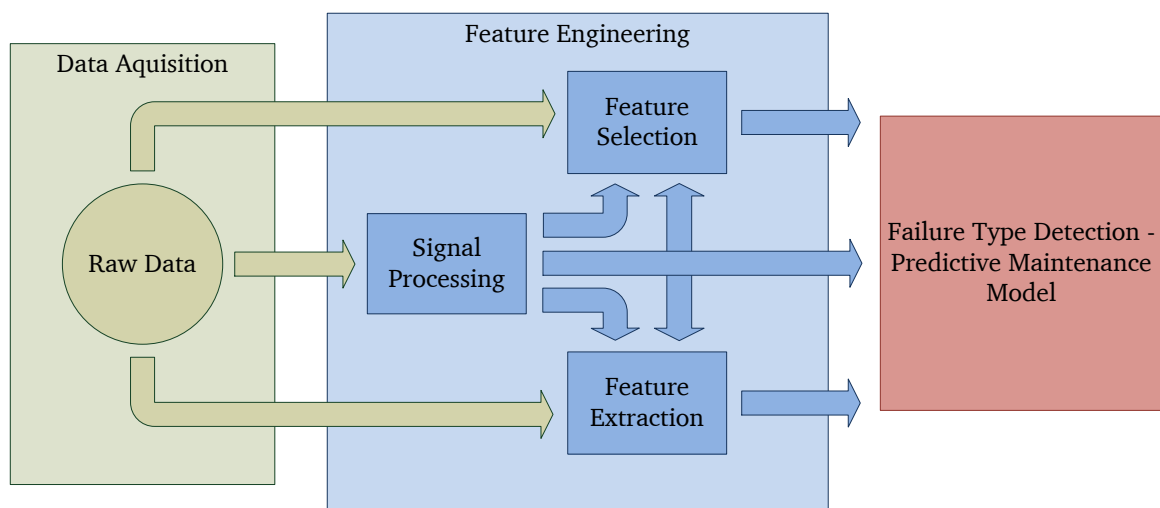 Data Aquisition
Raw Data
Feature Engineering
Feature
Selection
Signal
Processing
Feature
Extraction
Failure Type Detection -
Predictive Maintenance
Model